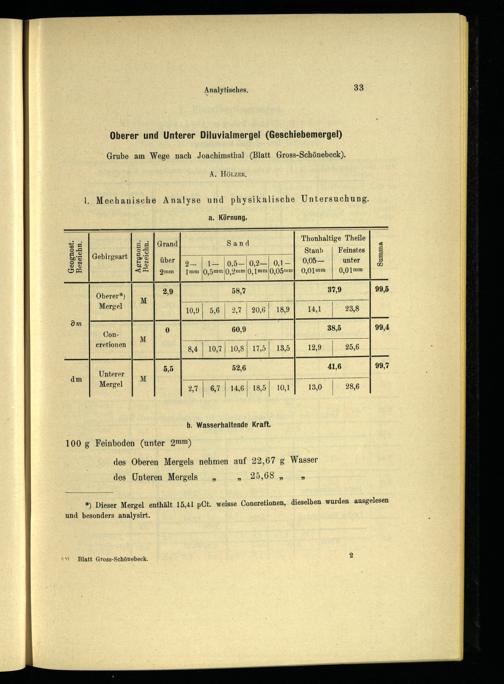 Analytisches. 33
Oberer und Unterer Diluvialmergel (Geschiebemergel)
Grube am Wege nach Joachimsthal (Blatt Gross-Schönebeck).
A. HÖLZER.
1. Mechanische Analyse und physikalische Untersuchung.
a. Körnung.
Geognost. Bezeichn. Gebirgsart Agronom. Bezeichn. Grand über 2mm Sand Thonhaltige Theile Summa
2— 1mm 1— 0,5mm 0,5— 0,2mm 0,2— 0,1mm 0,1— 0,05mm Staub 0,05— 0,01mm Feinstes unter 0,01mm
∂m Oberer*) Mergel M 2,9 58,7 37,9 99,5
10,9 5,6 2,7 20,6 18,9 14,1 23,8
Con- cretionen M 0 60,9 38,5 99,4
8,4 10,7 10,8 17,5 13,5 12,9 25,6
dm Unterer Mergel M 5,5 52,6 41,6 99,7
2,7 6,7 14,6 18,5 10,1 13,0 28,6
b. Wasserhaltende Kraft.
100 g Feinboden (unter 2mm)
des Oberen Mergels nehmen auf 22,67 g Wasser
des Unteren Mergels „ „ 25,68 „ „
*) Dieser Mergel enthält 15,41 pCt. weisse Concretionen, dieselben wurden ausgelesen
und besonders analysirt.
Blatt Gross-Schönebeck. 2